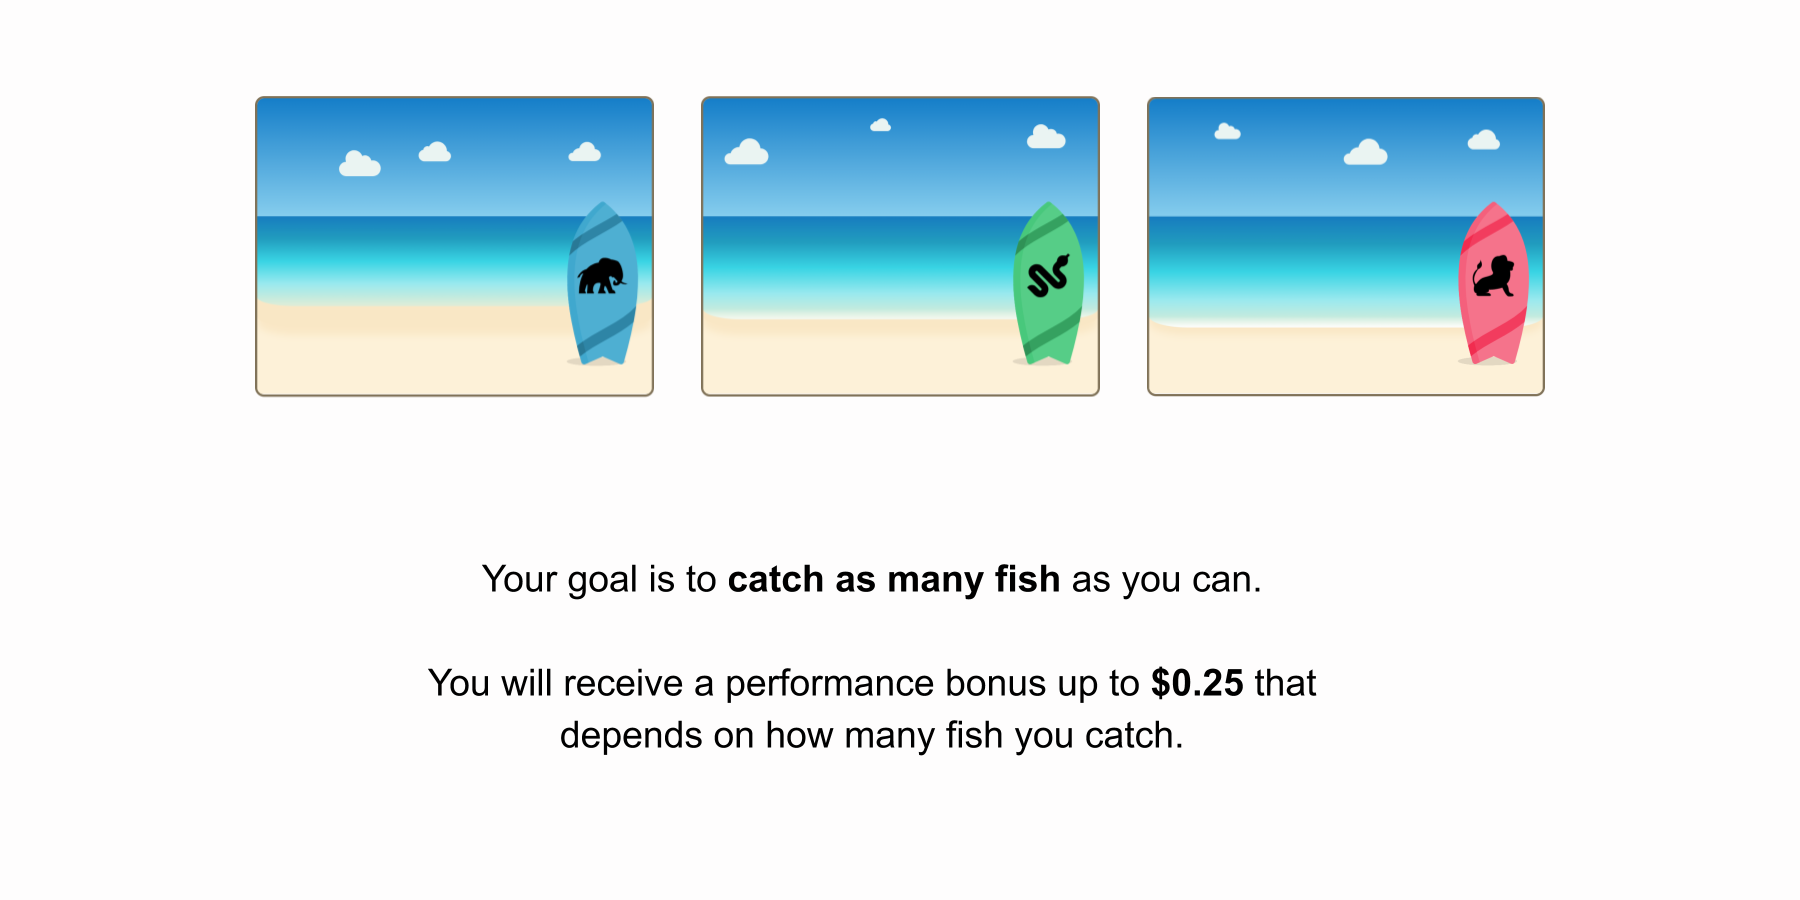 Your goal is to catch as many fish as you can.
You will receive a performance bonus up to $0.25 that
depends on how many fish you catch.